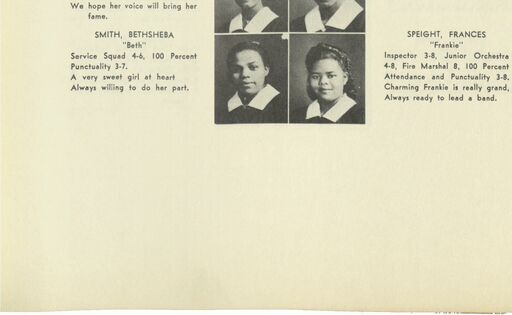 We hope her voice will bring her
fame.
SMITH, BETHSHEBA
"Beth"
Service Squad 4-6, 100 Percent
Punctuality 3-7.
A very sweet girl at heart
Always willing to do her part.
SPEIGHT, FRANCES
"Frankie"
Inspector 3-8, Junior Orchestra
4-8, Fire Marshal 8, 100 Percent
Attendance and Punctuality 3-8.
Charming Frankie is really grand,
Always ready to lead a band.